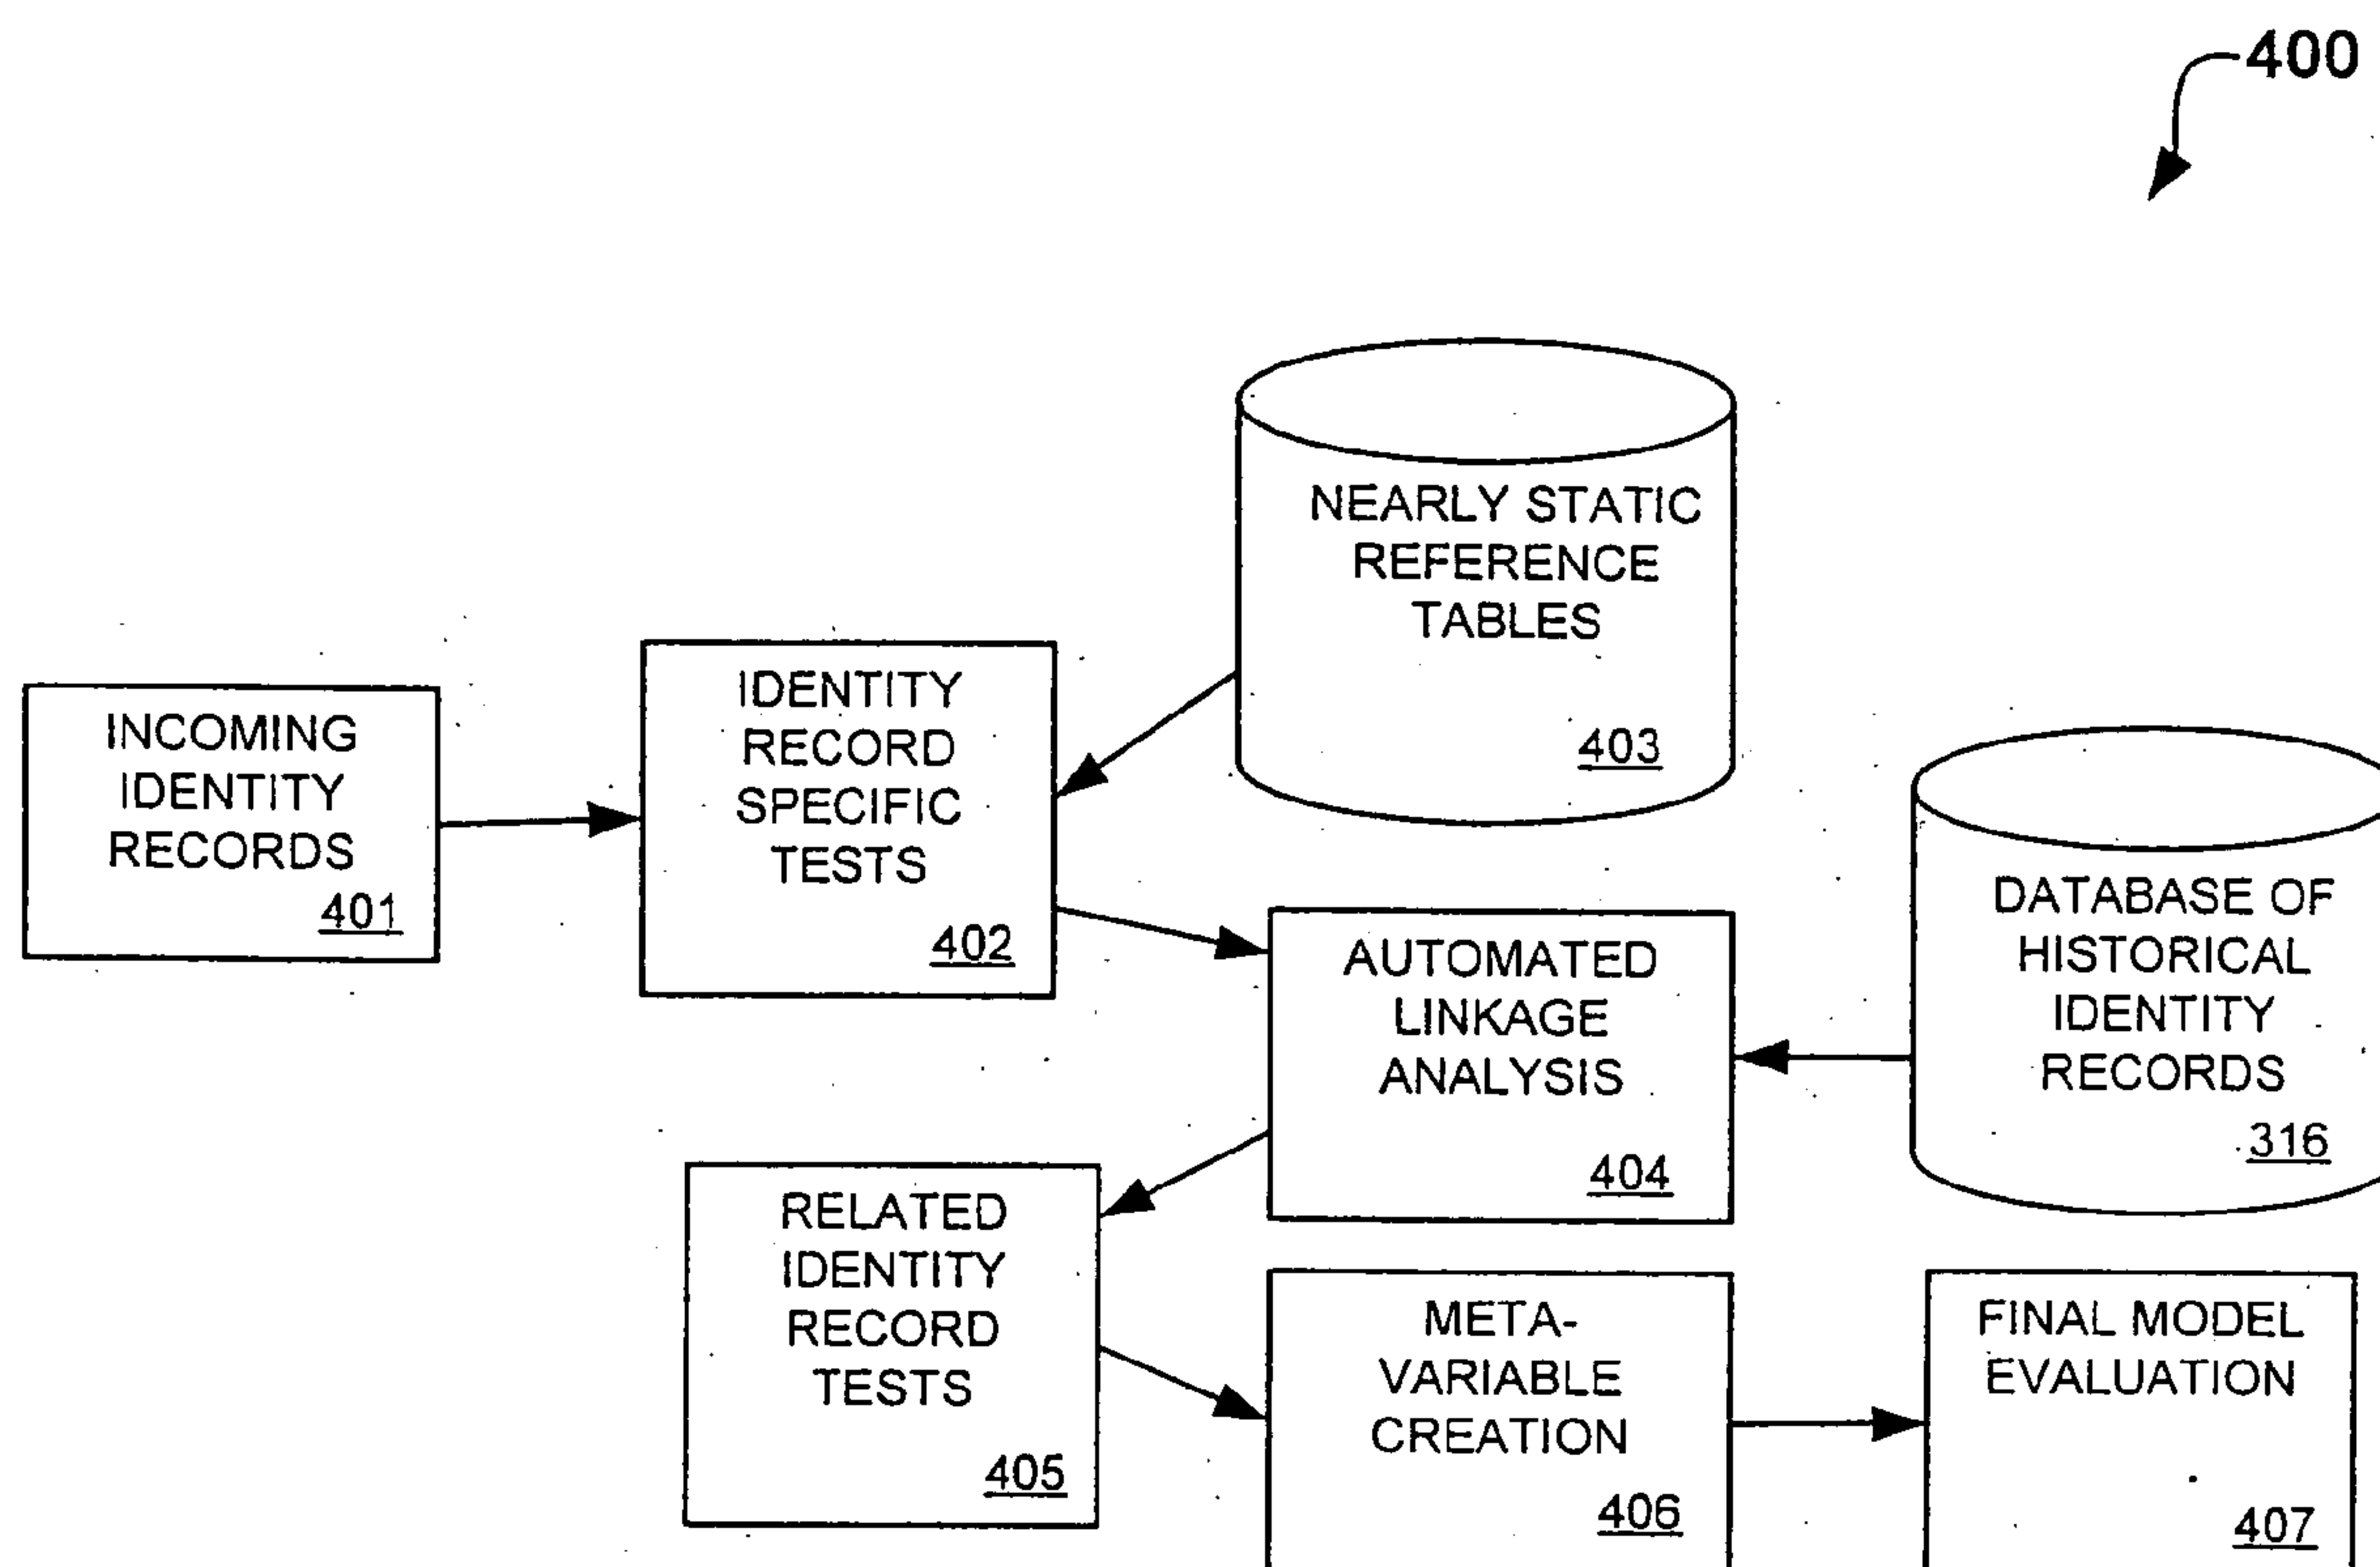 400
NEARLY STATIC
REFERENCE
TABLES
403
INCOMING
IDENTITY
RECORDS
401
IDENTITY
RECORD
SPECIFIC
TESTS
402
DATABASE OF
HISTORICAL
IDENTITY
RECORDS
316
AUTOMATED
LINKAGE
ANALYSIS
404
RELATED
IDENTITY
RECORD
TESTS
405
META-
VARIABLE
CREATION
406
FINAL MODEL
EVALUATION
407